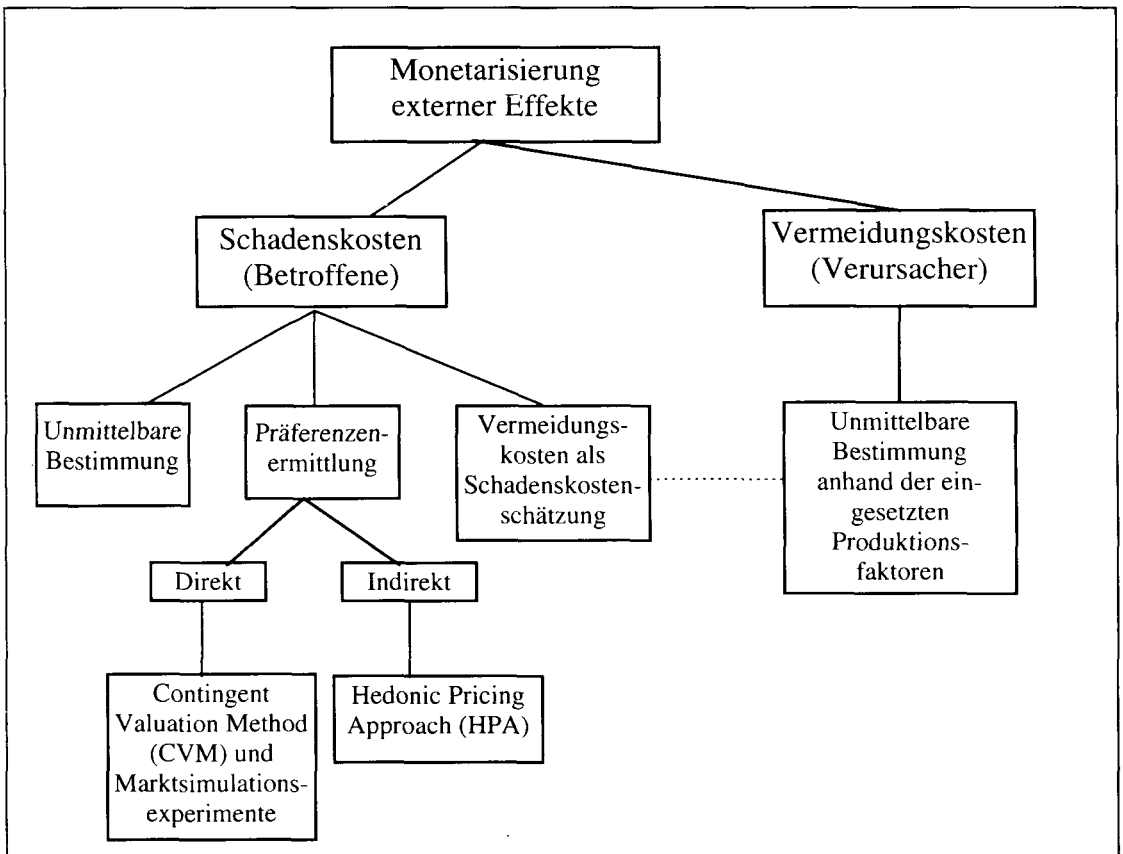 Monetarisierung
externer Effekte
Schadenskosten
(Betroffene)
Vermeidungskosten
(Verursacher)
Unmittelbare
Bestimmung
Präferenzen-
ermittlung
Vermeidungs-
kosten als
Schadenskosten-
schätzung
Unmittelbare
Bestimmung
anhand der ein-
gesetzten
Produktions-
faktoren
Direkt
Indirekt
Contingent
Valuation Method
(CVM) und
Marktsimulations-
experimente
Hedonic Pricing
Approach (HPA)